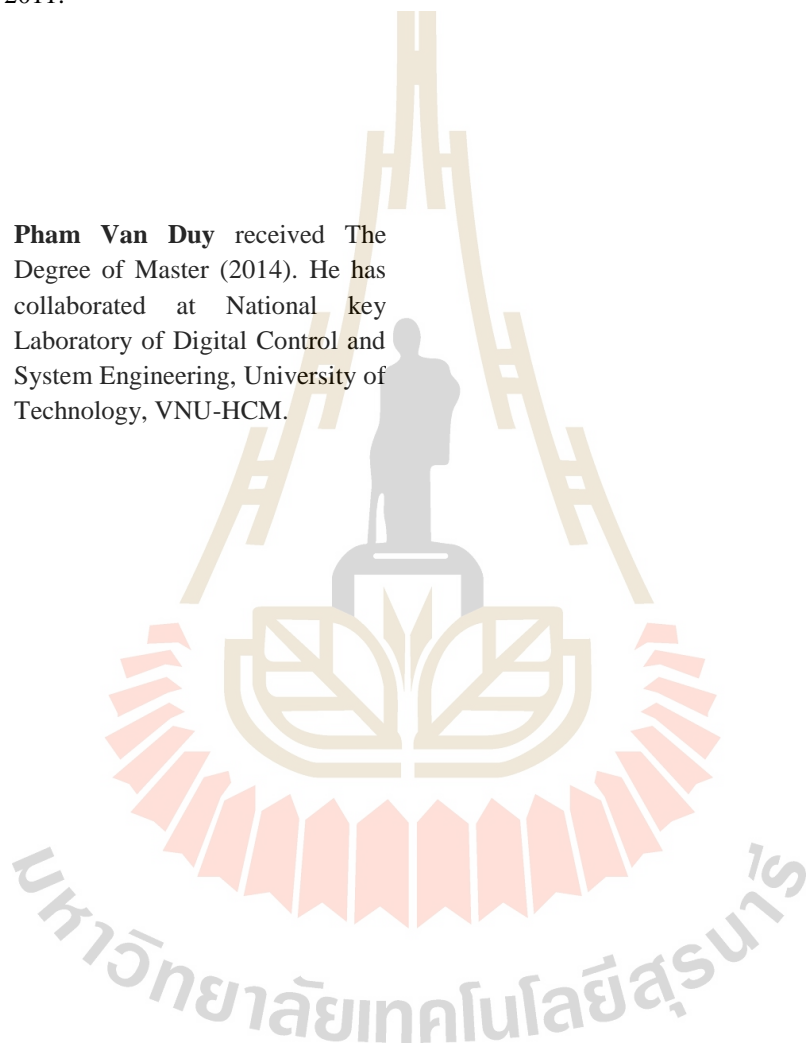 2011.
Pham Van Duy received The
Degree of Master (2014). He has
collaborated at National key
Laboratory of Digital Control and
System Engineering, University of
Technology, VNU-HCM.
มหาวิทยาลัยเทคโนโลยีสุรนารี